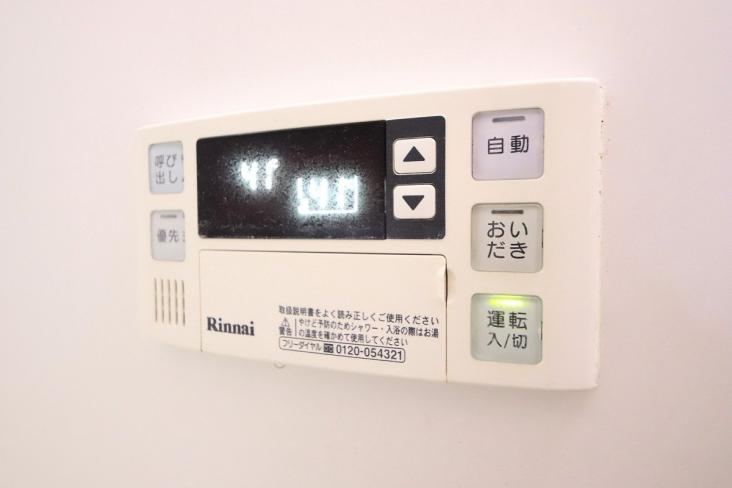 呼び
出し
優先
自動
おい
だき
運転
入/切
Rinnai
取扱説明書をよく読み正しくご使用ください
警告
やけど予防のためシャワー・入浴の際はお湯
の温度を確かめて使用してください
フリーダイヤル 0120-054321